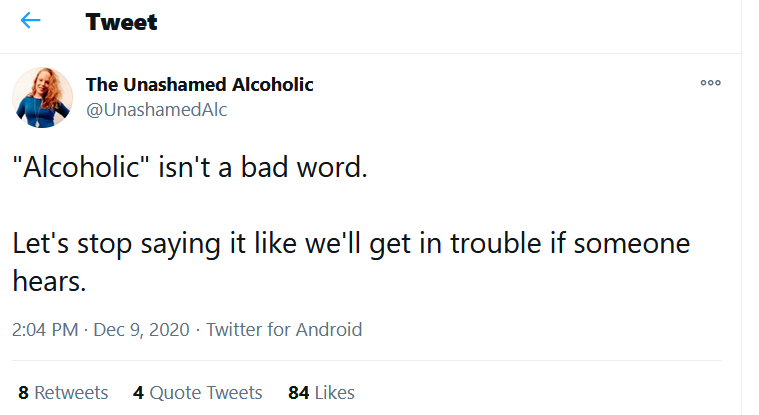 Tweet
The Unashamed Alcoholic
@UnashamedAlc
"Alcoholic" isn't a bad word.
Let's stop saying it like we'll get in trouble if someone
hears.
2:04 PM · Dec 9, 2020 · Twitter for Android
8 Retweets 4 Quote Tweets 84 Likes